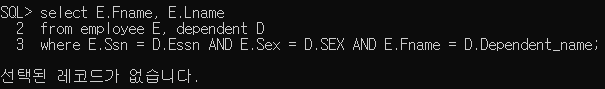 SQL> select E.Fname, E.Lname
  2  from employee E, dependent D
  3  where E.Ssn = D.Essn AND E.Sex = D.SEX AND E.Fname = D.Dependent_name;
선택된 레코드가 없습니다.